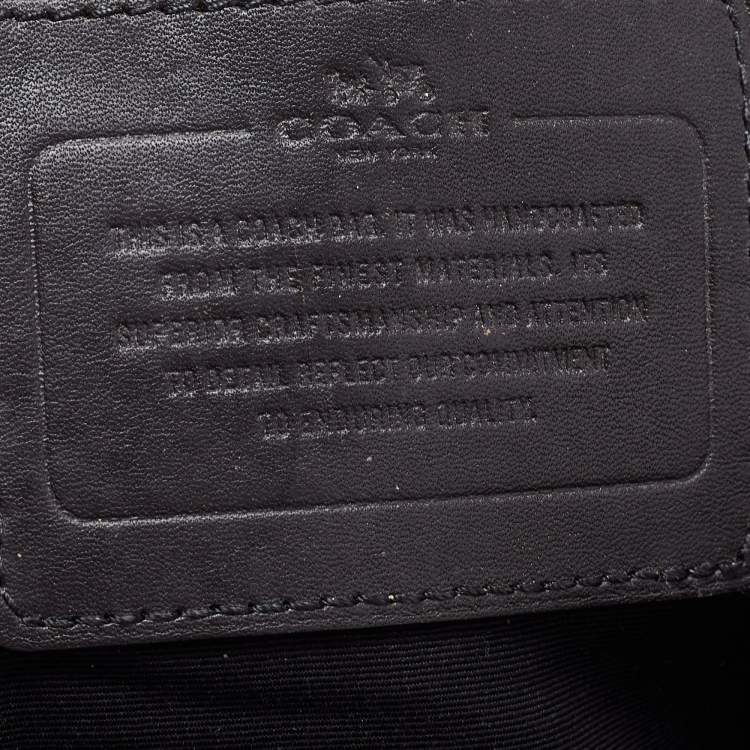 COACH
NEW YORK
THIS IS A COACH BAG. IT WAS HANDCRAFTED
FROM THE FINEST MATERIALS. ITS
SUPERIOR CRAFTSMANSHIP AND ATTENTION
TO DETAIL REFLECT OUR COMMITMENT
TO ENDURING QUALITY.